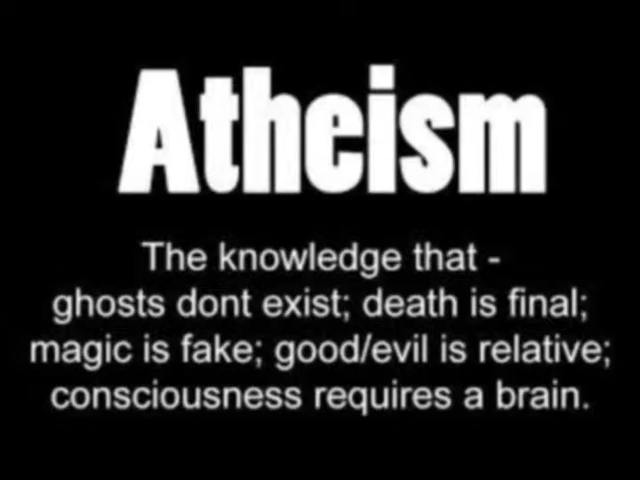 Atheism
The knowledge that -
ghosts dont exist; death is final;
magic is fake; good/evil is relative;
consciousness requires a brain.